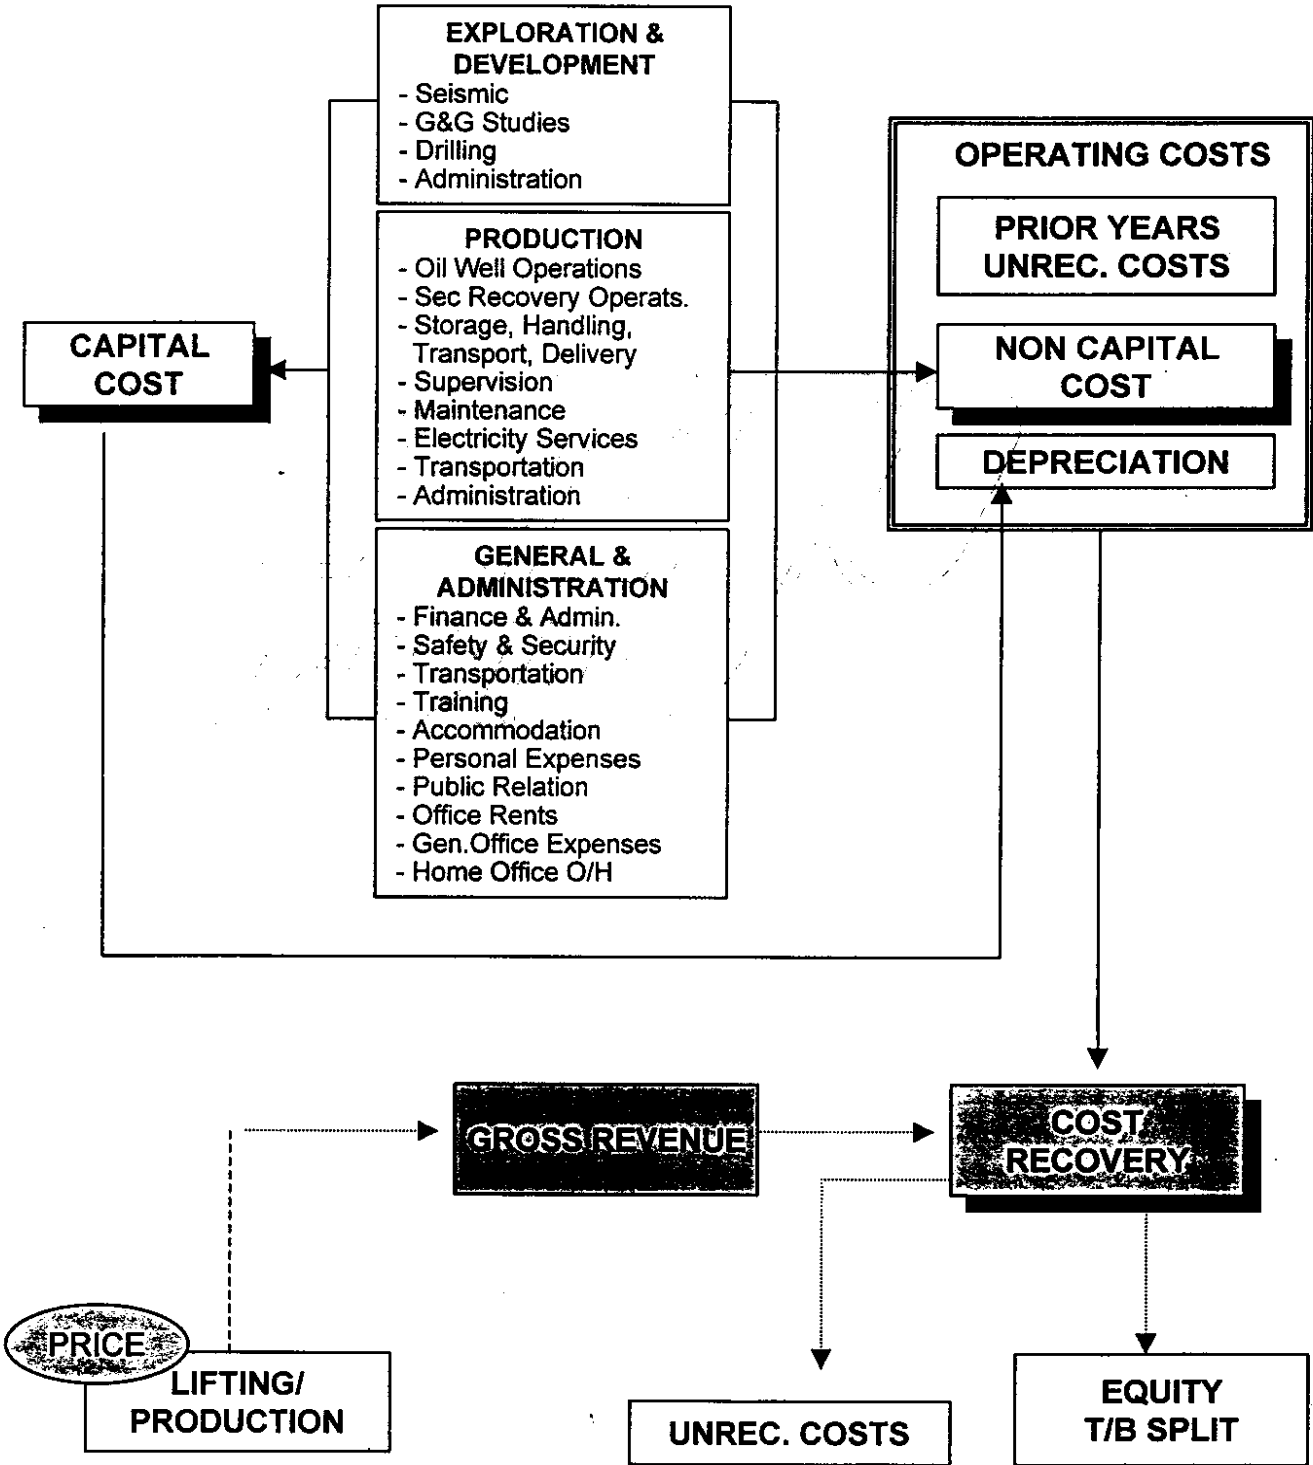 EXPLORATION &
DEVELOPMENT
- Seismic
- G&G Studies
- Drilling
- Administration
PRODUCTION
- Oil Well Operations
- Sec Recovery Operats.
- Storage, Handling,
Transport, Delivery
- Supervision
- Maintenance
- Electricity Services
- Transportation
- Administration
GENERAL &
ADMINISTRATION
- Finance & Admin.
- Safety & Security
- Transportation
- Training
- Accommodation
- Personal Expenses
- Public Relation
- Office Rents
- Gen.Office Expenses
- Home Office O/H
CAPITAL
COST
OPERATING COSTS
PRIOR YEARS
UNREC. COSTS
NON CAPITAL
COST
DEPRECIATION
GROSS REVENUE
COST
RECOVERY
PRICE
LIFTING/
PRODUCTION
UNREC. COSTS
EQUITY
T/B SPLIT